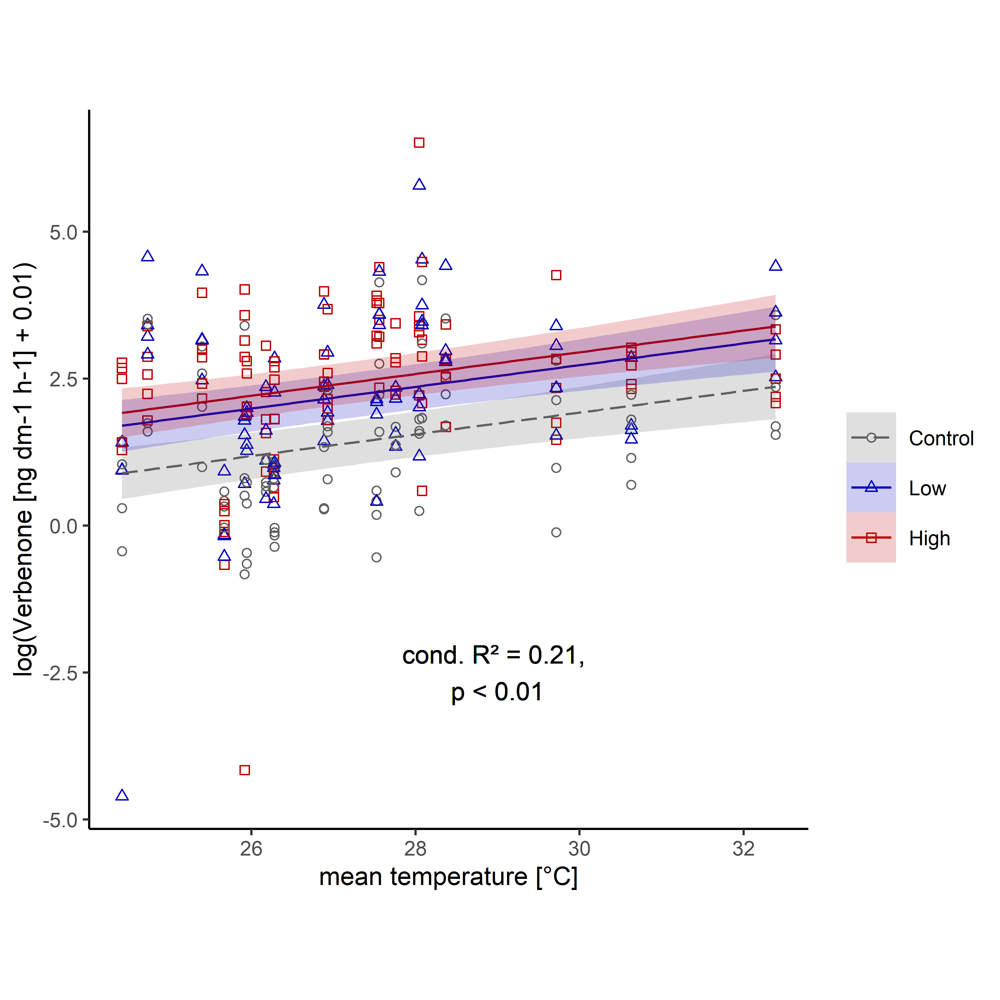 log(Verbenone [ng dm-1 h-1] + 0.01)
5.0
2.5
0.0
-2.5
-5.0
cond. R² = 0.21,
p < 0.01
26
28
30
32
mean temperature [°C]
Control
Low
High